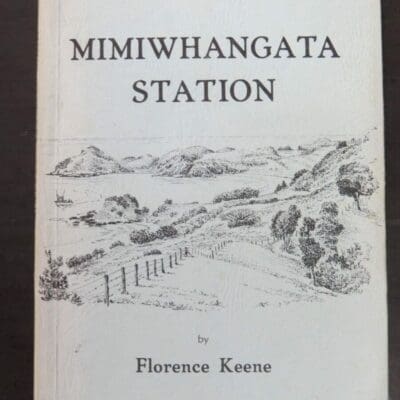 MIMIWHANGATA
STATION
by
Florence Keene